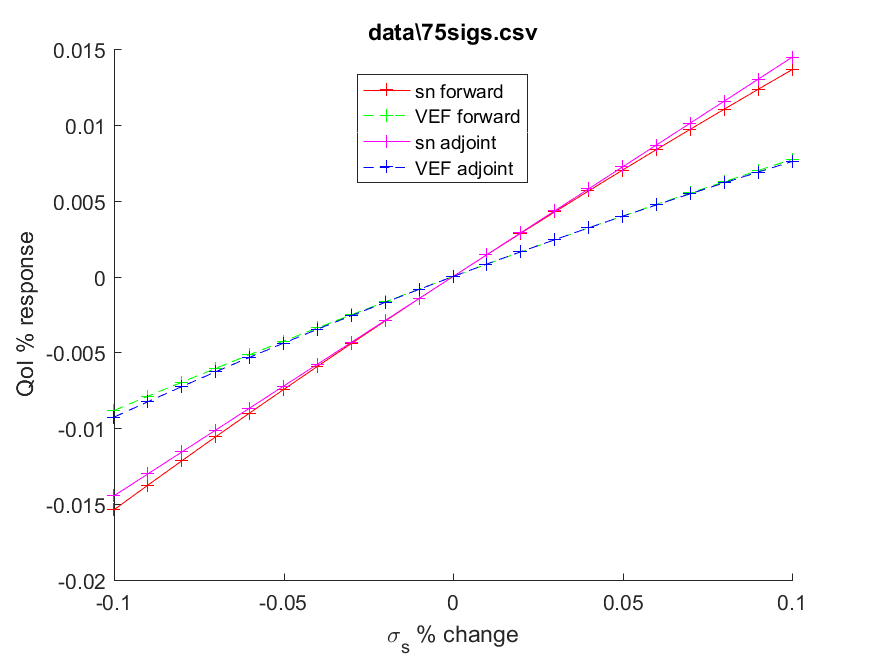 data\75sigs.csv
0.015
0.01
0.005
0
-0.005
-0.01
-0.015
-0.02
QoI % response
sn forward
VEF forward
sn adjoint
VEF adjoint
-0.1
-0.05
0
0.05
0.1
σs % change